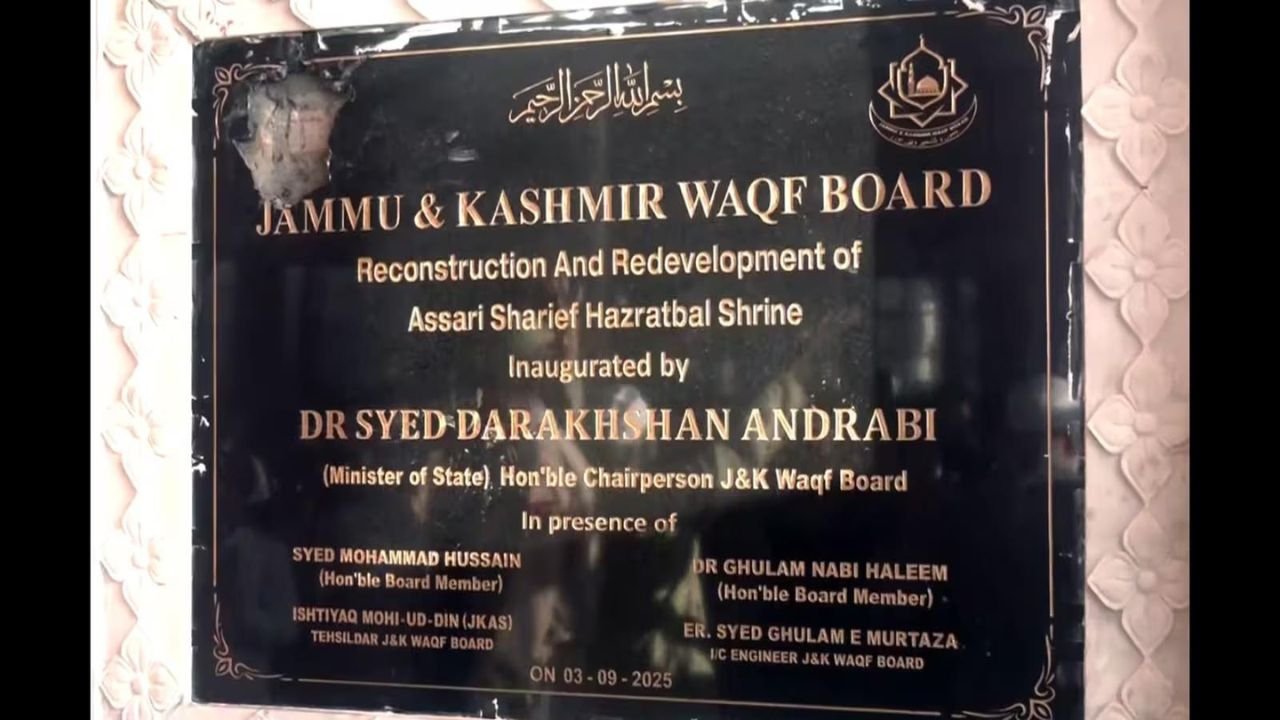 بسم الله الرحمن الرحيم
JAMMU & KASHMIR WAQF BOARD
Reconstruction And Redevelopment of
Assari Sharief Hazratbal Shrine
Inaugurated by
DR SYED DARAKHSHAN ANDRABI
(Minister of State) Hon'ble Chairperson J&K Waqf Board
In presence of
SYED MOHAMMAD HUSSAIN
(Hon'ble Board Member)
ISHTIYAQ MOHI-UD-DIN (JKAS)
TEHSILDAR J&K WAQF BOARD
DR GHULAM NABI HALEEM
(Hon'ble Board Member)
ER. SYED GHULAM E MURTAZA
I/C ENGINEER J&K WAQF BOARD
ON 03-09-2025